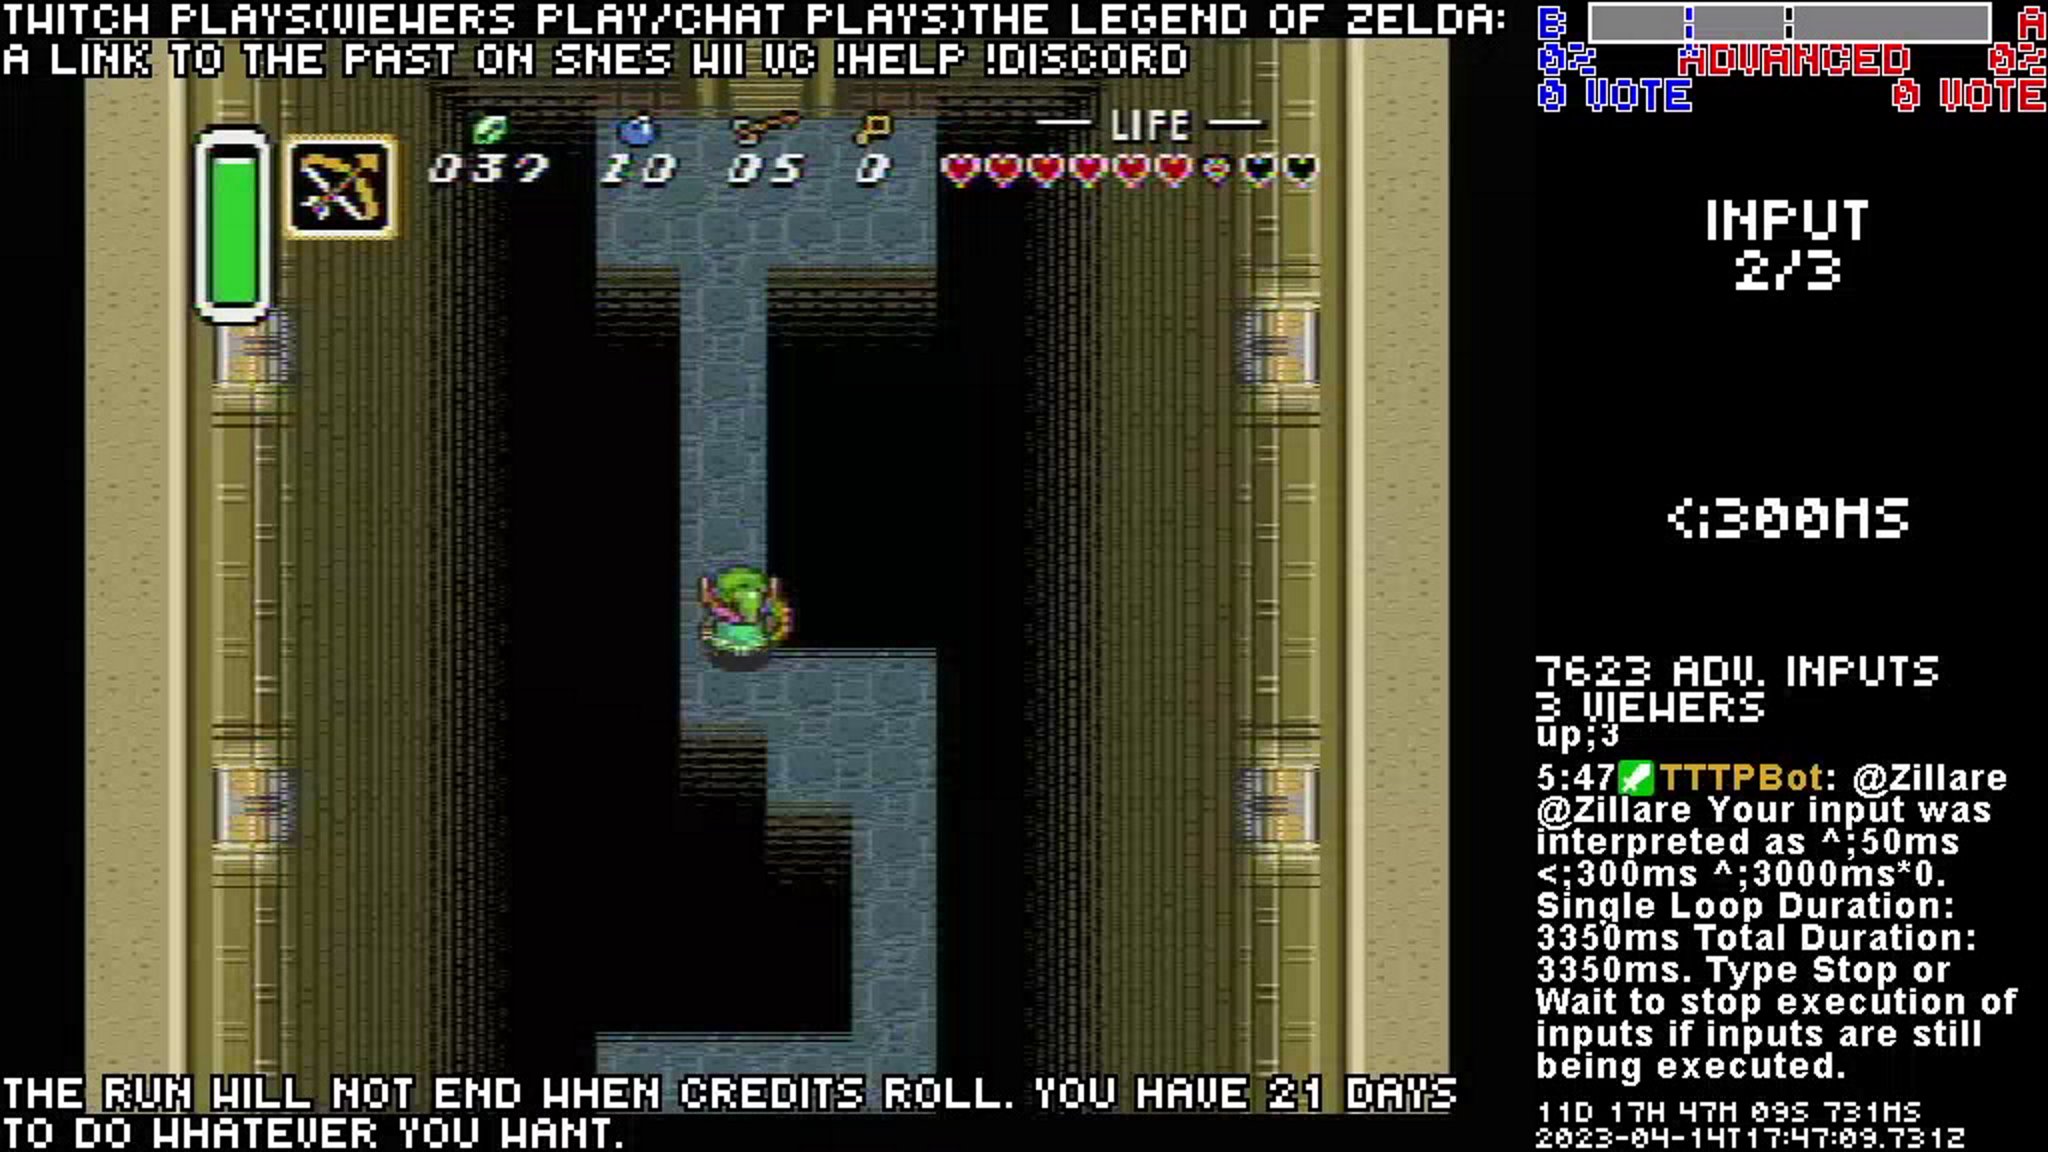 TWITCH PLAYS(VIEWERS PLAY/CHAT PLAYS)THE LEGEND OF ZELDA:
A LINK TO THE PAST ON SNES WII VC !HELP !DISCORD
B A
0% ADVANCED 0%
0 VOTE 0 VOTE
LIFE
037 10 05 0
INPUT
2/3
<;300MS
7623 ADV. INPUTS
3 VIEWERS
up;3
5:47 TTTPBot: @Zillare
@Zillare Your input was
interpreted as ^;50ms
<;300ms ^;3000ms*0.
Single Loop Duration:
3350ms Total Duration:
3350ms. Type Stop or
Wait to stop execution of
inputs if inputs are still
being executed.
THE RUN WILL NOT END WHEN CREDITS ROLL. YOU HAVE 21 DAYS
TO DO WHATEVER YOU WANT.
11D 17H 47M 09S 731MS
2023-04-14T17:47:09.731Z